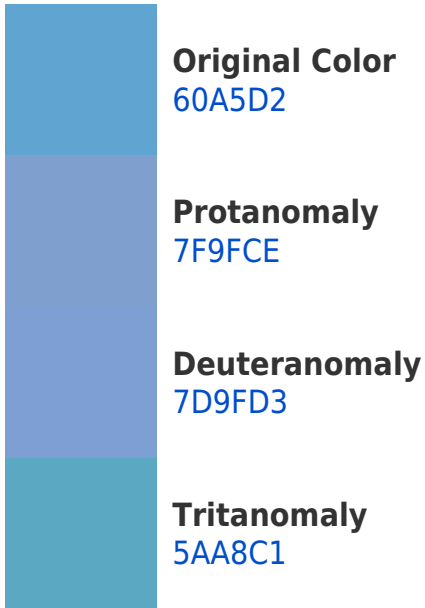 Original Color
60A5D2
Protanomaly
7F9FCE
Deuteranomaly
7D9FD3
Tritanomaly
5AA8C1